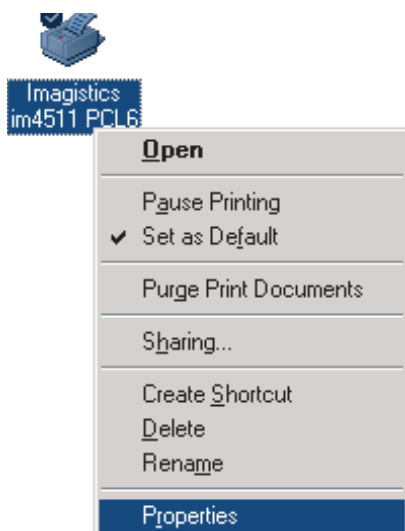 Imagistics
im4511 PCL6
Open
Pause Printing
Set as Default
Purge Print Documents
Sharing...
Create Shortcut
Delete
Rename
Properties